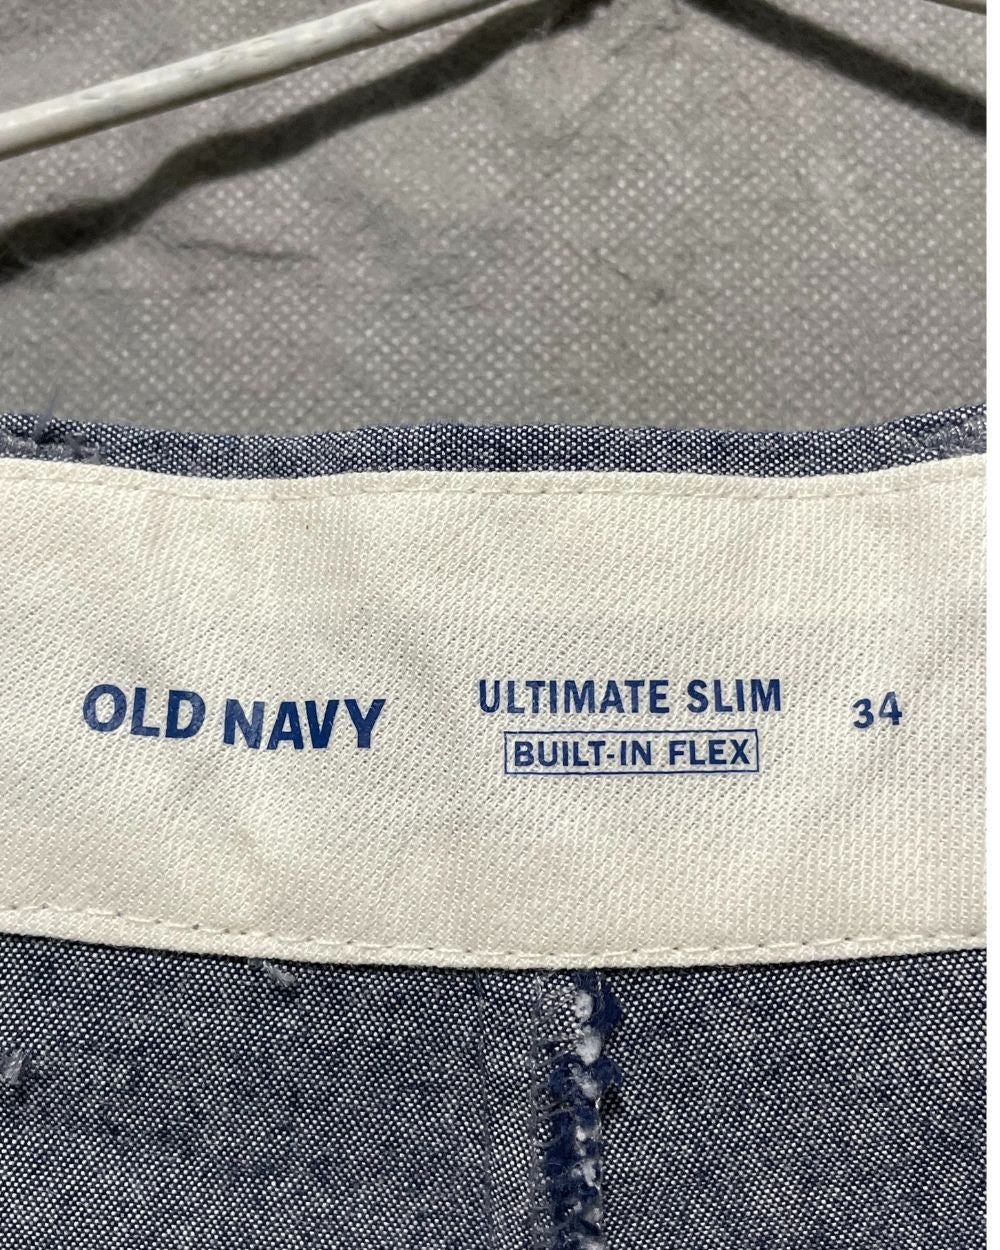 OLD NAVY
ULTIMATE SLIM
BUILT-IN FLEX
34